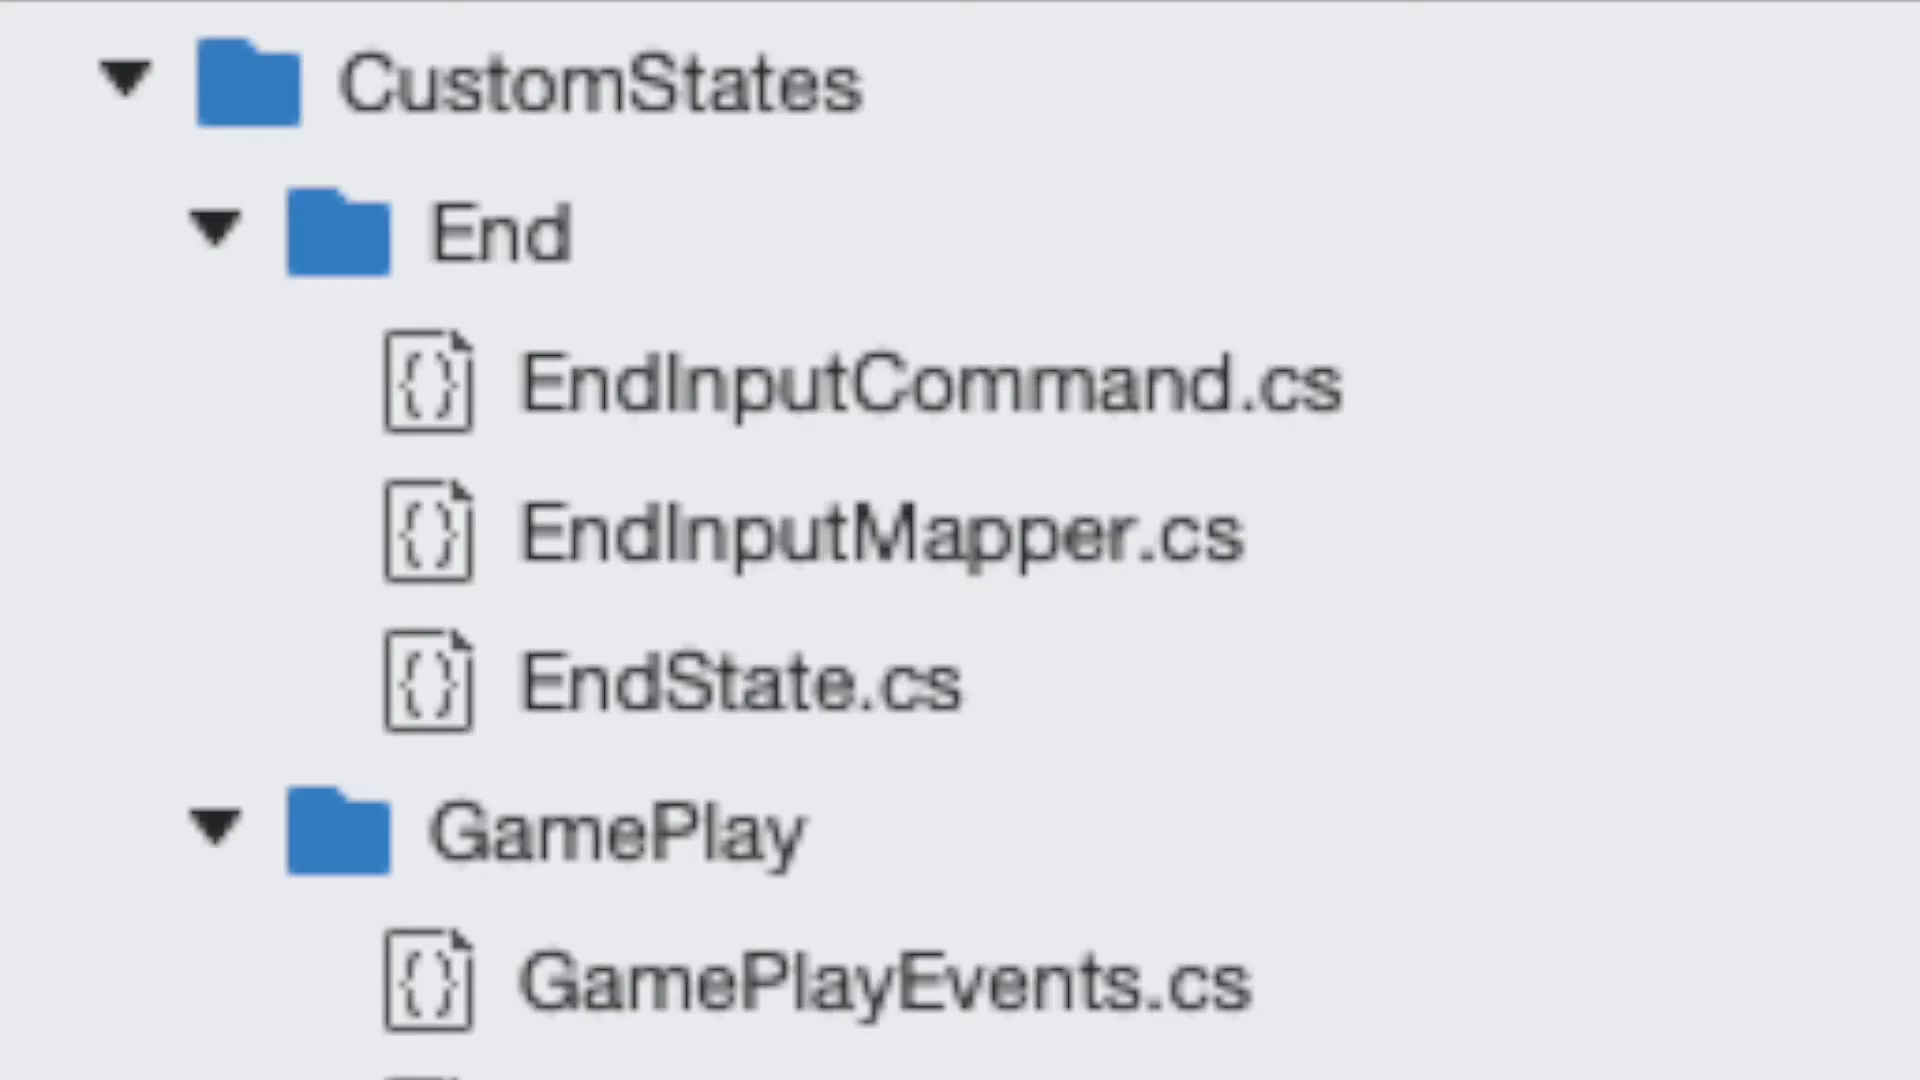 CustomStates
End
EndInputCommand.cs
EndInputMapper.cs
EndState.cs
GamePlay
GamePlayEvents.cs